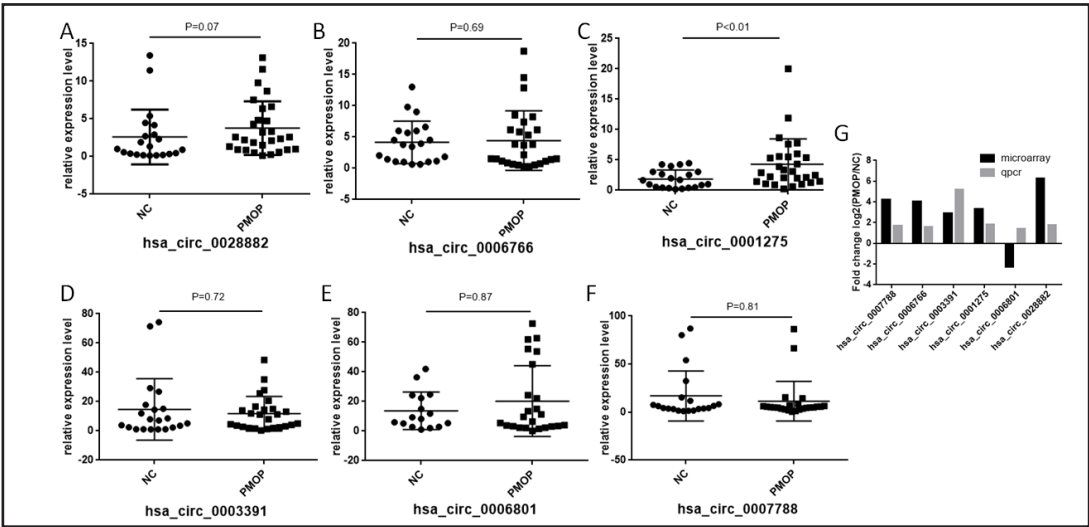 A
P=0.07
relative expression level
15
10
5
0
-5
NC
PMOP
hsa_circ_0028882
B
P=0.69
relative expression level
20
15
10
5
0
-5
NC
PMOP
hsa_circ_0006766
C
P<0.01
relative expression level
25
20
15
10
5
0
NC
PMOP
hsa_circ_0001275
G
microarray
qpcr
Fold change log2(PMOP/NC)
8
6
4
2
0
-2
-4
hsa_circ_0007788
hsa_circ_0006766
hsa_circ_0003391
hsa_circ_0001275
hsa_circ_0006801
hsa_circ_0028882
D
P=0.72
relative expression level
80
60
40
20
0
-20
NC
PMOP
hsa_circ_0003391
E
P=0.87
relative expression level
80
60
40
20
0
-20
NC
PMOP
hsa_circ_0006801
F
P=0.81
relative expression level
100
50
0
-50
NC
PMOP
hsa_circ_0007788